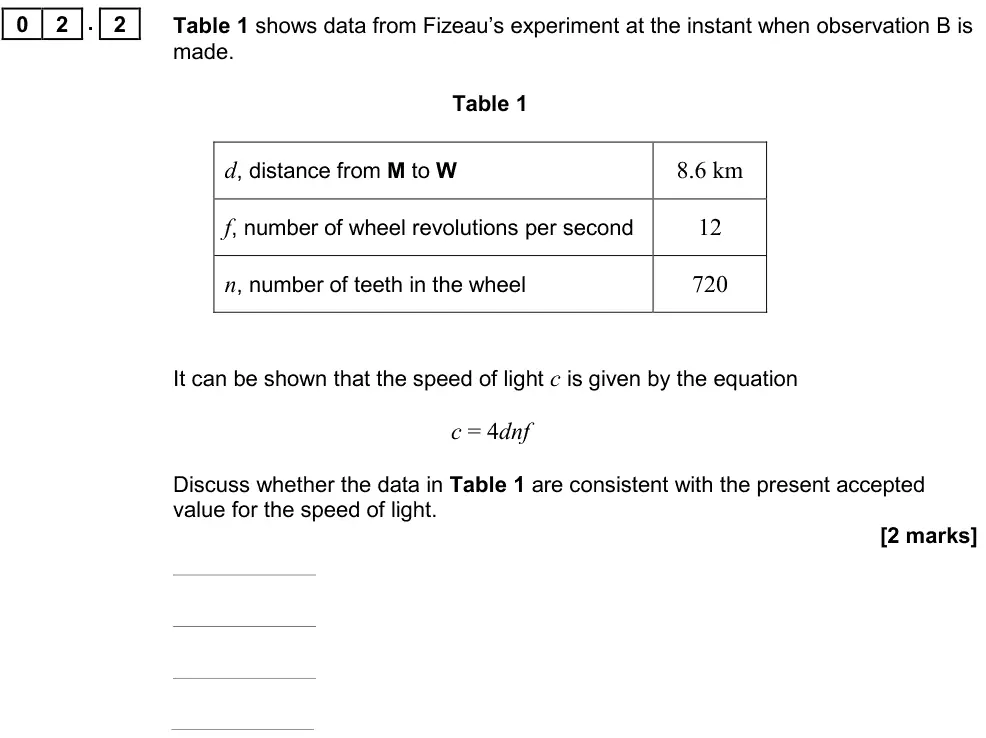 0 2 . 2 Table 1 shows data from Fizeau’s experiment at the instant when observation B is
made.
Table 1
d, distance from M to W 8.6 km
f, number of wheel revolutions per second 12
n, number of teeth in the wheel 720
It can be shown that the speed of light c is given by the equation
c = 4dnf
Discuss whether the data in Table 1 are consistent with the present accepted
value for the speed of light.
[2 marks]